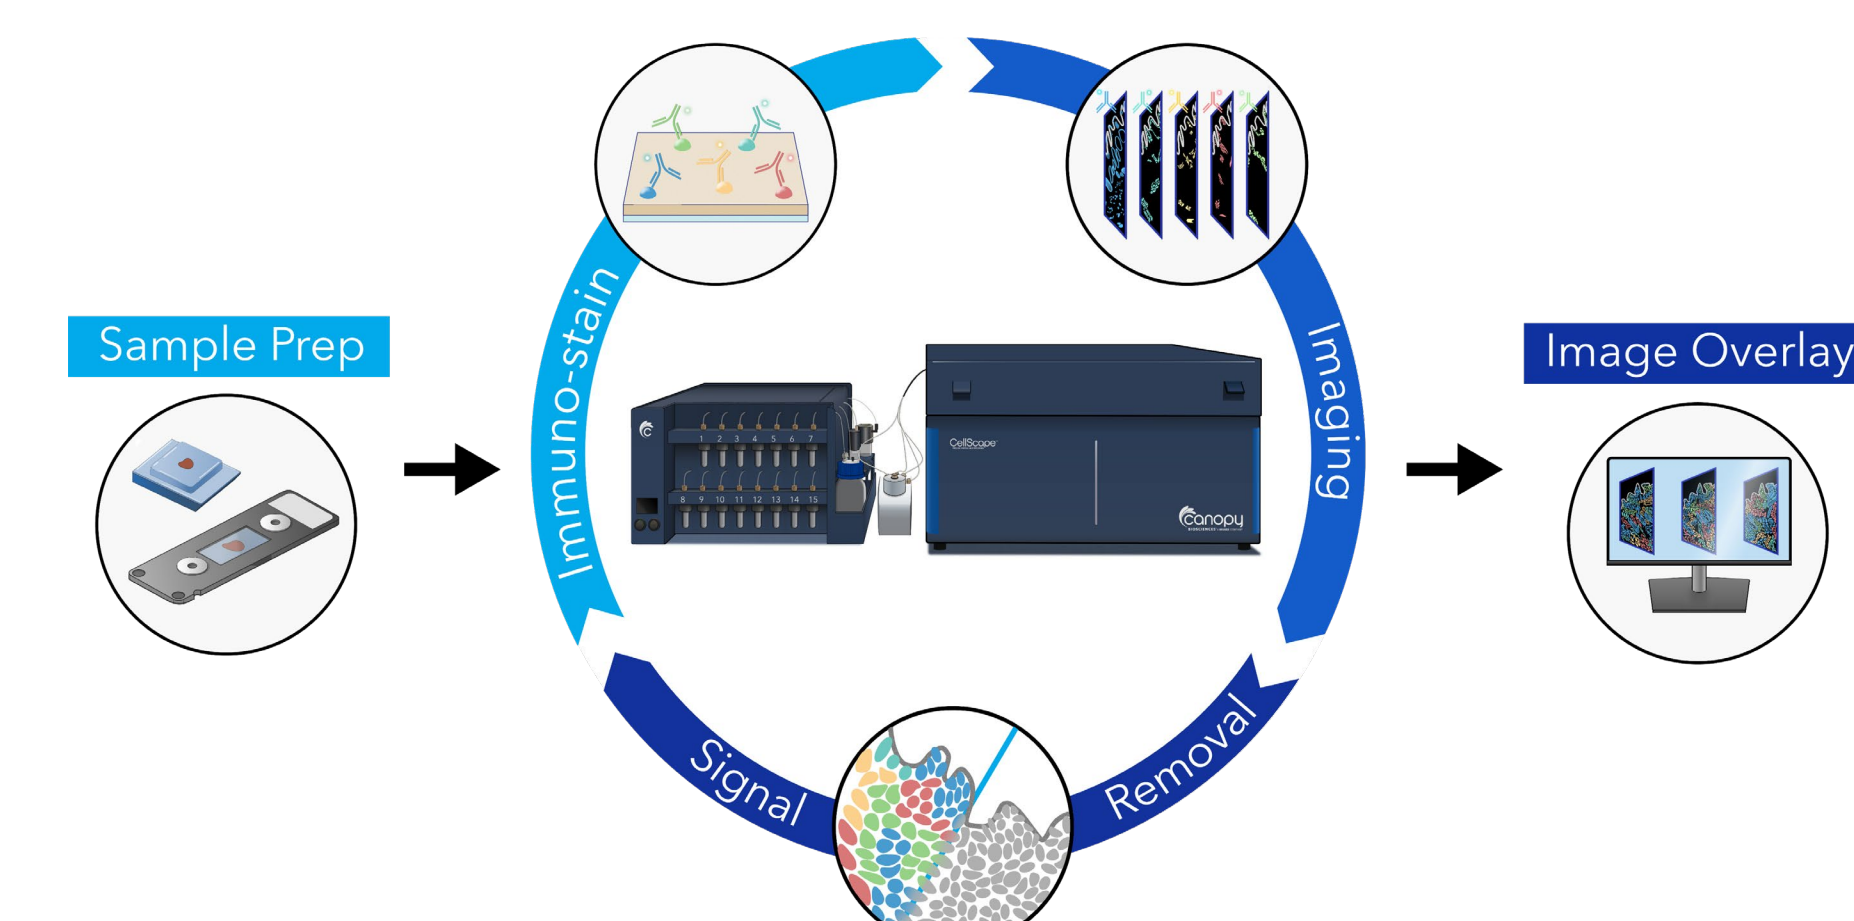 Sample Prep
Immuno-stain
Imaging
Signal
Removal
Image Overlay
1 2 3 4 5 6 7
8 9 10 11 12 13 14 15
CellScape
canopy
BIOSCIENCES